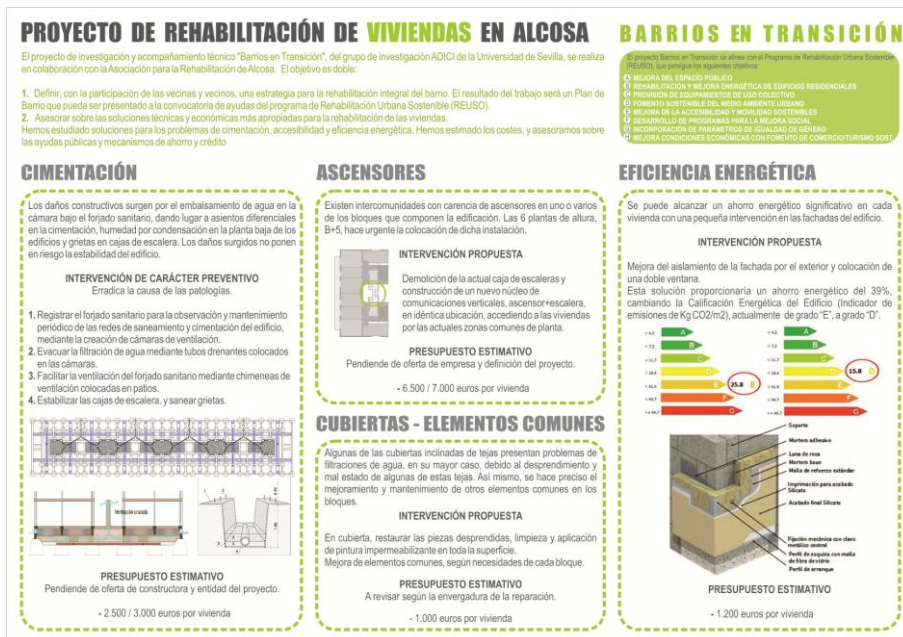 PROYECTO DE REHABILITACIÓN DE VIVIENDAS EN ALCOSA
El proyecto de investigación y acompañamiento técnico "Barrios en Transición", del grupo de investigación ADICI de la Universidad de Sevilla, se realiza
en colaboración con la Asociación para la Rehabilitación de Alcosa. El objetivo es doble:
1. Definir, con la participación de las vecinas y vecinos, una estrategia para la rehabilitación integral del barrio. El resultado del trabajo será un Plan de
Barrio que pueda ser presentado a la convocatoria de ayudas del programa de Rehabilitación Urbana Sostenible (REUSO).
2. Asesorar sobre las soluciones técnicas y económicas más apropiadas para la rehabilitación de las viviendas.
Hemos estudiado soluciones para los problemas de cimentación, accesibilidad y eficiencia energética. Hemos estimado los costes, y asesoramos sobre
las ayudas públicas y mecanismos de ahorro y crédito
BARRIOS EN TRANSICIÓN
El proyecto Barrios en Transición se alinea con el Programa de Rehabilitación Urbana Sostenible
(REUSO), que persigue los siguientes objetivos:
A MEJORA DEL ESPACIO PÚBLICO
B REHABILITACIÓN Y MEJORA ENERGÉTICA DE EDIFICIOS RESIDENCIALES
C PROVISIÓN DE EQUIPAMIENTOS DE USO COLECTIVO
D FOMENTO SOSTENIBLE DEL MEDIO AMBIENTE URBANO
E MEJORA DE LA ACCESIBILIDAD Y MOVILIDAD SOSTENIBLES
F DESARROLLO DE PROGRAMAS PARA LA MEJORA SOCIAL
G INCORPORACIÓN DE PARÁMETROS DE IGUALDAD DE GÉNERO
H MEJORA CONDICIONES ECONÓMICAS CON FOMENTO DE COMERCIO/TURISMO SOST.
CIMENTACIÓN
Los daños constructivos surgen por el embalsamiento de agua en la
cámara bajo el forjado sanitario, dando lugar a asientos diferenciales
en la cimentación, humedad por condensación en la planta baja de los
edificios y grietas en cajas de escalera. Los daños surgidos no ponen
en riesgo la estabilidad del edificio.
INTERVENCIÓN DE CARÁCTER PREVENTIVO
Erradica la causa de las patologías.
1. Registrar el forjado sanitario para la observación y mantenimiento
periódico de las redes de saneamiento y cimentación del edificio,
mediante la creación de cámaras de ventilación.
2. Evacuar la filtración de agua mediante tubos drenantes colocados
en las cámaras.
3. Facilitar la ventilación del forjado sanitario mediante chimeneas de
ventilación colocadas en patios.
4. Estabilizar las cajas de escalera. y sanear grietas.
Ventilación cruzada
PRESUPUESTO ESTIMATIVO
Pendiende de oferta de constructora y entidad del proyecto.
- 2.500 / 3.000 euros por vivienda
ASCENSORES
Existen intercomunidades con carencia de ascensores en uno o varios
de los bloques que componen la edificación. Las 6 plantas de altura,
B+5, hace urgente la colocación de dicha instalación.
INTERVENCIÓN PROPUESTA
Demolición de la actual caja de escaleras y
construcción de un nuevo núcleo de
comunicaciones verticales, ascensor+escalera,
en idéntica ubicación, accediendo a las viviendas
por las actuales zonas comunes de planta.
PRESUPUESTO ESTIMATIVO
Pendiende de oferta de empresa y definición del proyecto.
- 6.500 / 7.000 euros por vivienda
CUBIERTAS - ELEMENTOS COMUNES
Algunas de las cubiertas inclinadas de tejas presentan problemas de
filtraciones de agua, en su mayor caso, debido al desprendimiento y
mal estado de algunas de estas tejas. Así mismo, se hace preciso el
mejoramiento y mantenimiento de otros elementos comunes en los
bloques.
INTERVENCIÓN PROPUESTA
En cubierta, restaurar las piezas desprendidas, limpieza y aplicación
de pintura impermeabilizante en toda la superficie.
Mejora de elementos comunes, según necesidades de cada bloque.
PRESUPUESTO ESTIMATIVO
A revisar según la envergadura de la reparación.
- 1.000 euros por vivienda
EFICIENCIA ENERGÉTICA
Se puede alcanzar un ahorro energético significativo en cada
vivienda con una pequeña intervención en las fachadas del edificio.
INTERVENCIÓN PROPUESTA
Mejora del aislamiento de la fachada por el exterior y colocación de
una doble ventana.
Esta solución proporcionaria un ahorro energético del 39%,
cambiando la Calificación Energética del Edificio (Indicador de
emisiones de Kg CO2/m2), actualmente de grado "E", a grado "D".
A
B
C
D
E
F
G
25.8 E
A
B
C
D
E
F
G
15.8
Soporte
Mortero adhesivo
Lana de roca
Mortero base
Malla de refuerzo estándar
Imprimación para acabado
Silicato
Acabado final Silicato
Fijación mecánica con clavo
metálico central
Perfil de esquina con malla
de fibra de vidrio
Perfil de arranque
PRESUPUESTO ESTIMATIVO
- 1.200 euros por vivienda